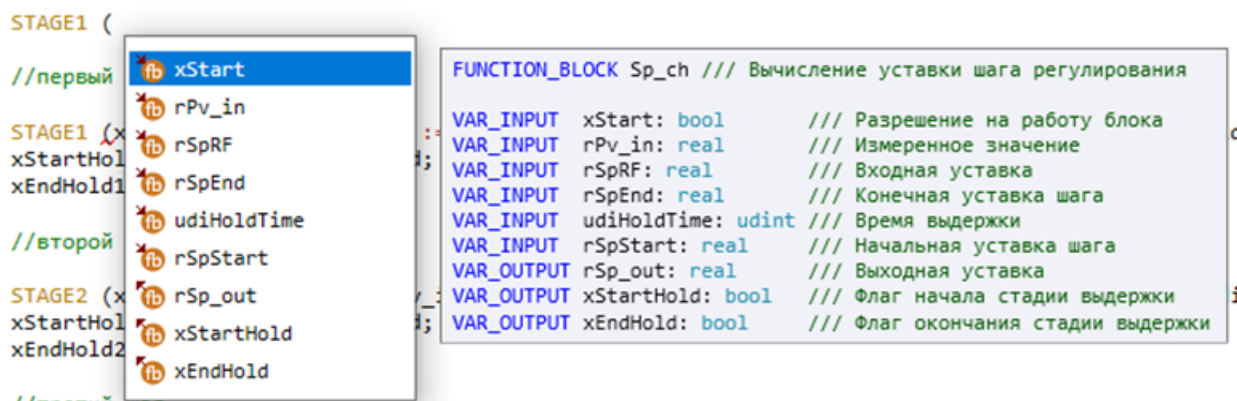 STAGE1 (
//первый
STAGE1 (x
xStartHol
xEndHold1
//второй
STAGE2 (x
xStartHol
xEndHold2
xStart
rPv_in
rSpRF
rSpEnd
udiHoldTime
rSpStart
rSp_out
xStartHold
xEndHold
FUNCTION_BLOCK Sp_ch /// Вычисление уставки шага регулирования
VAR_INPUT xStart: bool /// Разрешение на работу блока
VAR_INPUT rPv_in: real /// Измеренное значение
VAR_INPUT rSpRF: real /// Входная уставка
VAR_INPUT rSpEnd: real /// Конечная уставка шага
VAR_INPUT udiHoldTime: udint /// Время выдержки
VAR_INPUT rSpStart: real /// Начальная уставка шага
VAR_OUTPUT rSp_out: real /// Выходная уставка
VAR_OUTPUT xStartHold: bool /// Флаг начала стадии выдержки
VAR_OUTPUT xEndHold: bool /// Флаг окончания стадии выдержки